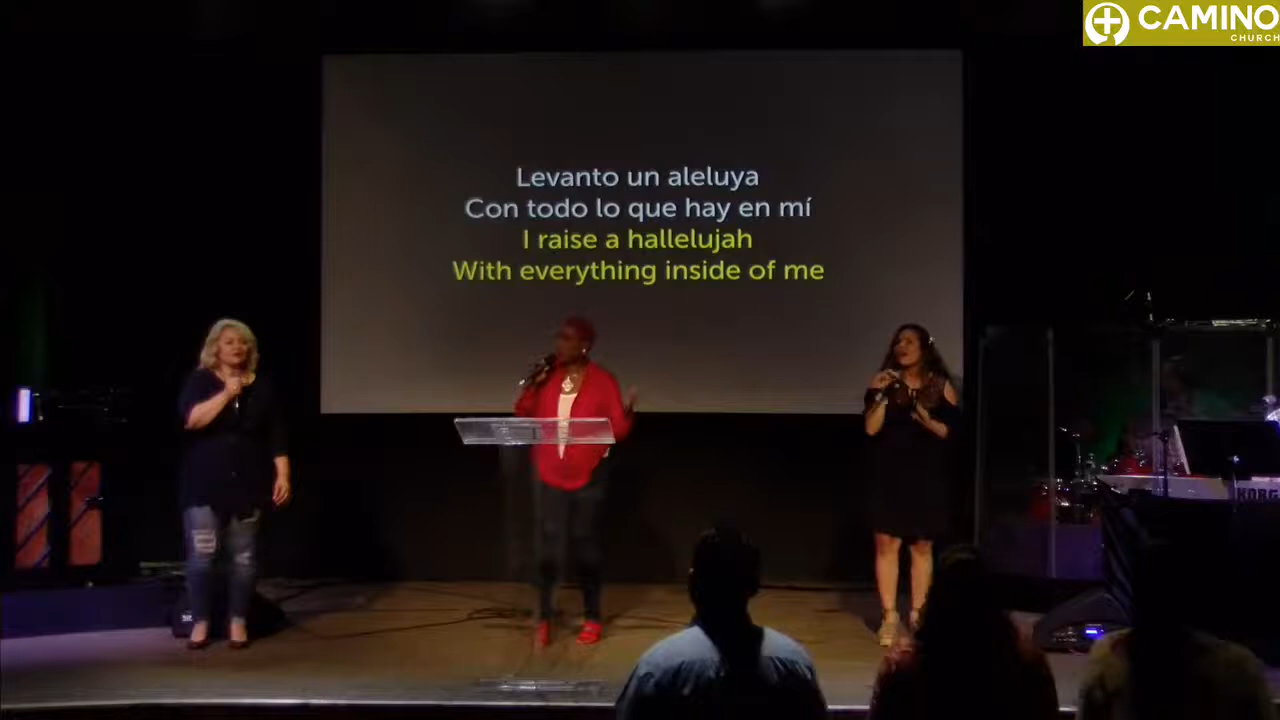 CAMINO
CHURCH
Levanto un aleluya
Con todo lo que hay en mí
I raise a hallelujah
With everything inside of me
KORG